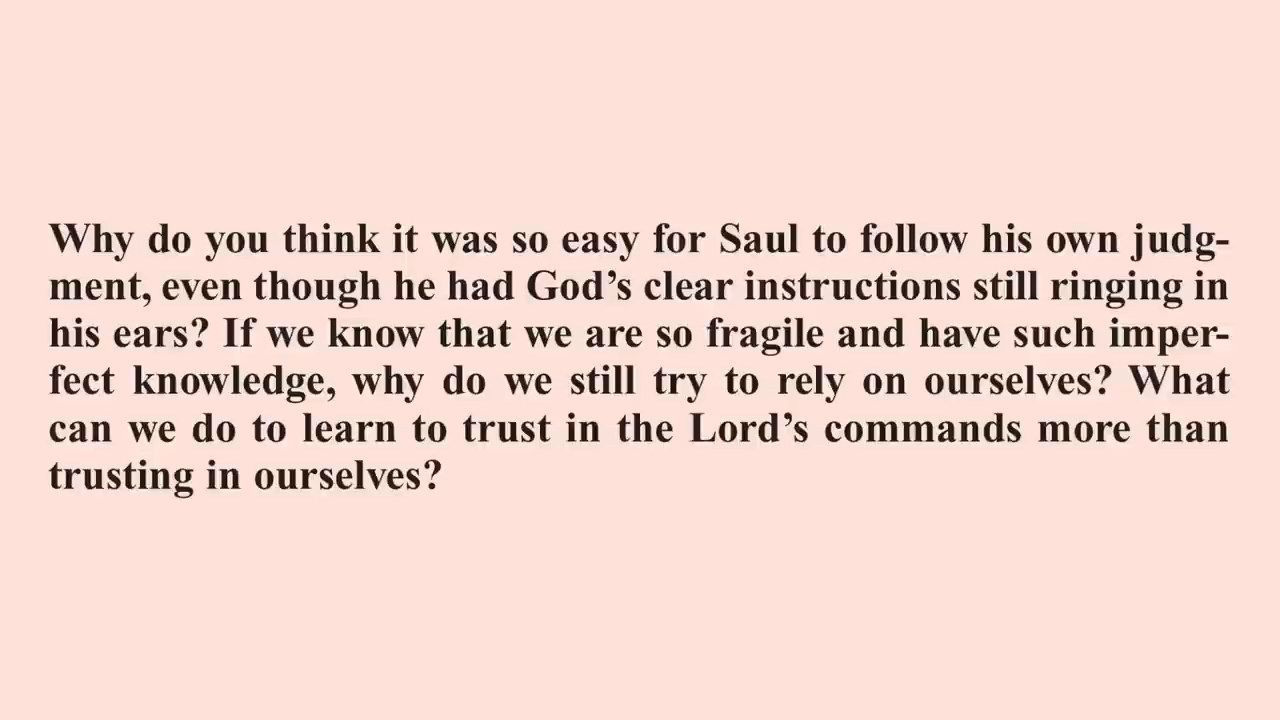 Why do you think it was so easy for Saul to follow his own judg-
ment, even though he had God’s clear instructions still ringing in
his ears? If we know that we are so fragile and have such imper-
fect knowledge, why do we still try to rely on ourselves? What
can we do to learn to trust in the Lord’s commands more than
trusting in ourselves?